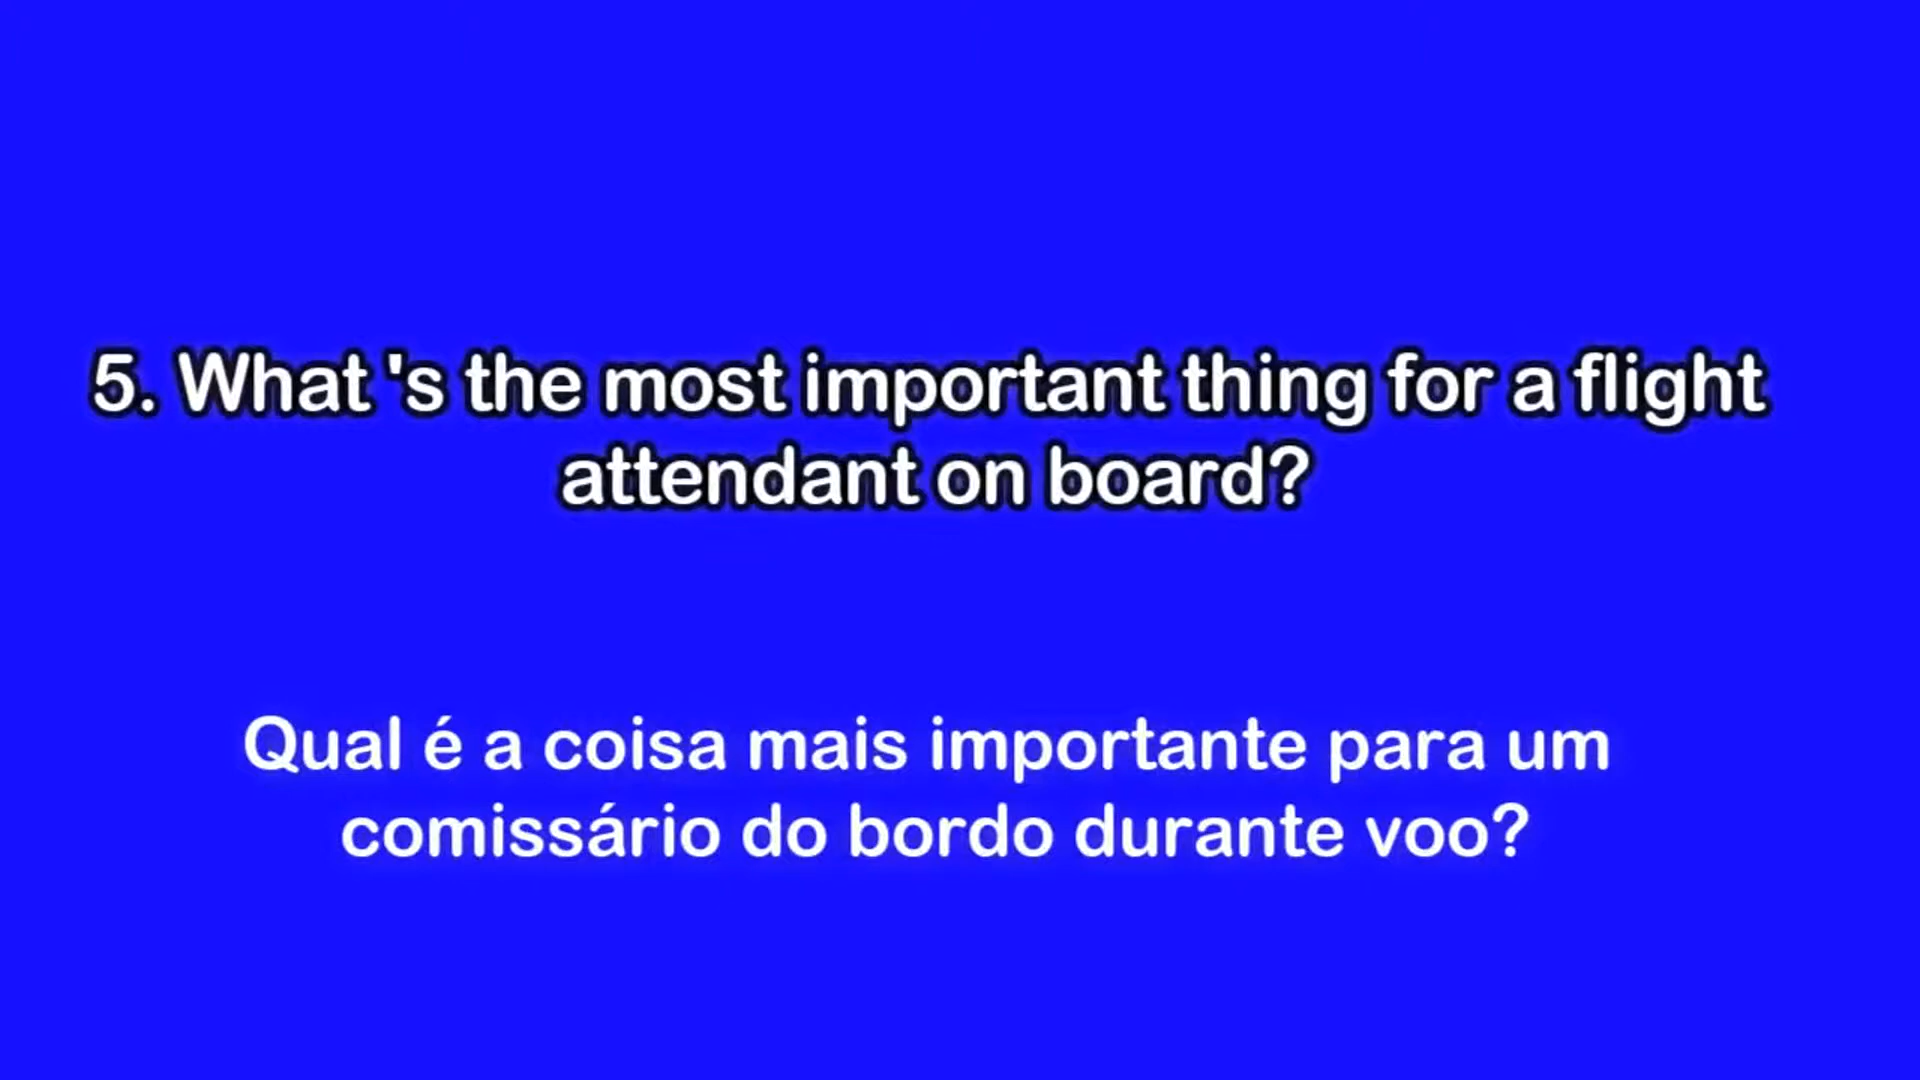 5. What 's the most important thing for a flight
attendant on board?
Qual é a coisa mais importante para um
comissário do bordo durante voo?